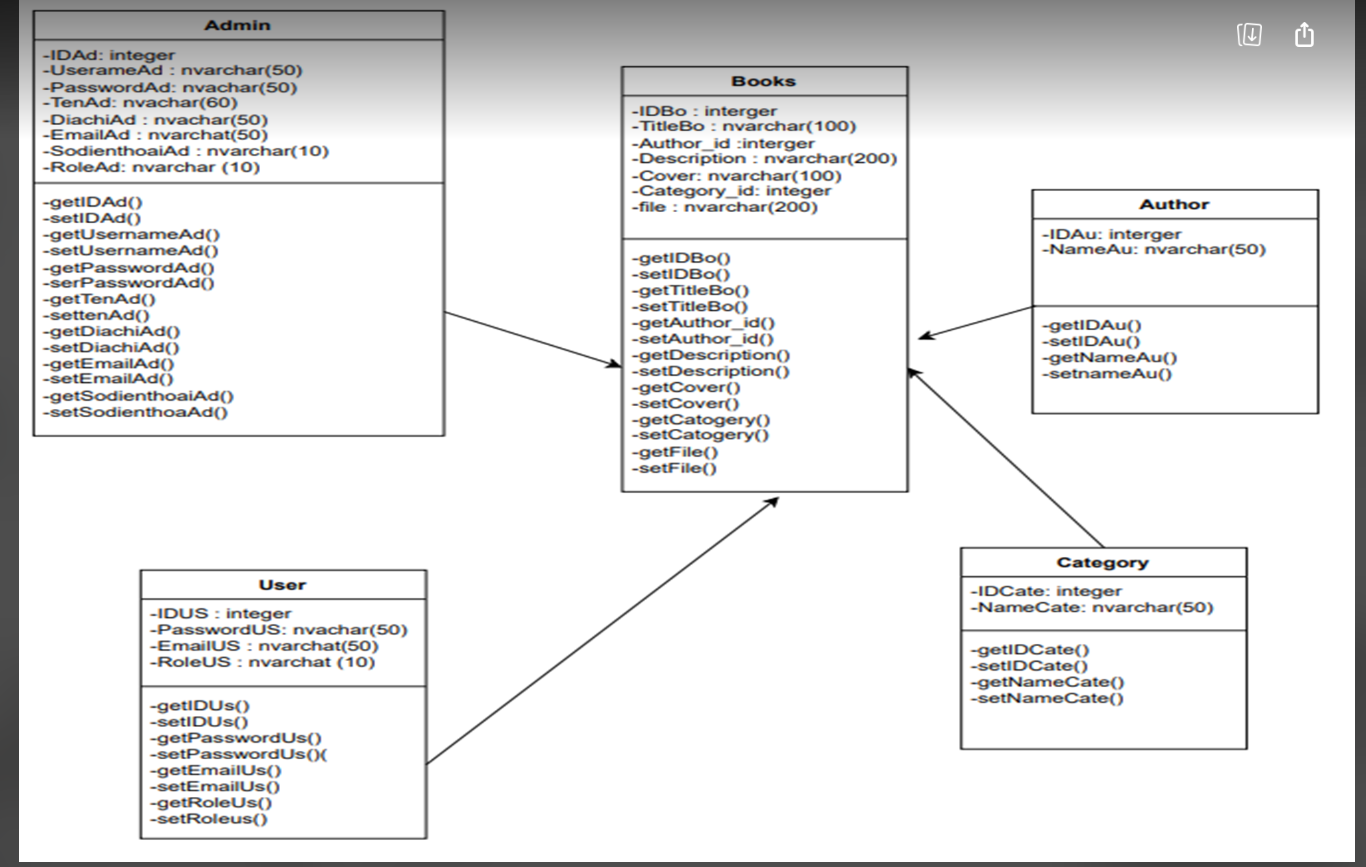 Admin
-IDAd: integer
-UserameAd : nvarchar(50)
-PasswordAd: nvachar(50)
-TenAd: nvachar(60)
-DiachiAd : nvachar(50)
-EmailAd : nvarchat(50)
-SodienthoaiAd : nvarchar(10)
-RoleAd: nvarchar (10)
-getIDAd()
-setIDAd()
-getUsernameAd()
-setUsernameAd()
-getPasswordAd()
-serPasswordAd()
-getTenAd()
-settenAd()
-getDiachiAd()
-setDiachiAd()
-getEmailAd()
-setEmailAd()
-getSodienthoaiAd()
-setSodienthoaAd()
Books
-IDBo : interger
-TitleBo : nvarchar(100)
-Author_id :interger
-Description : nvarchar(200)
-Cover: nvarchar(100)
-Category_id: integer
-file : nvarchar(200)
-getIDBo()
-setIDBo()
-getTitleBo()
-setTitleBo()
-getAuthor_id()
-setAuthor_id()
-getDescription()
-setDescription()
-getCover()
-setCover()
-getCatogery()
-setCatogery()
-getFile()
-setFile()
Author
-IDAu: interger
-NameAu: nvarchar(50)
-getIDAu()
-setIDAu()
-getNameAu()
-setnameAu()
User
-IDUS : integer
-PasswordUS: nvachar(50)
-EmailUS : nvarchat(50)
-RoleUS : nvarchat (10)
-getIDUs()
-setIDUs()
-getPasswordUs()
-setPasswordUs()(
-getEmailUs()
-setEmailUs()
-getRoleUs()
-setRoleus()
Category
-IDCate: integer
-NameCate: nvarchar(50)
-getIDCate()
-setIDCate()
-getNameCate()
-setNameCate()